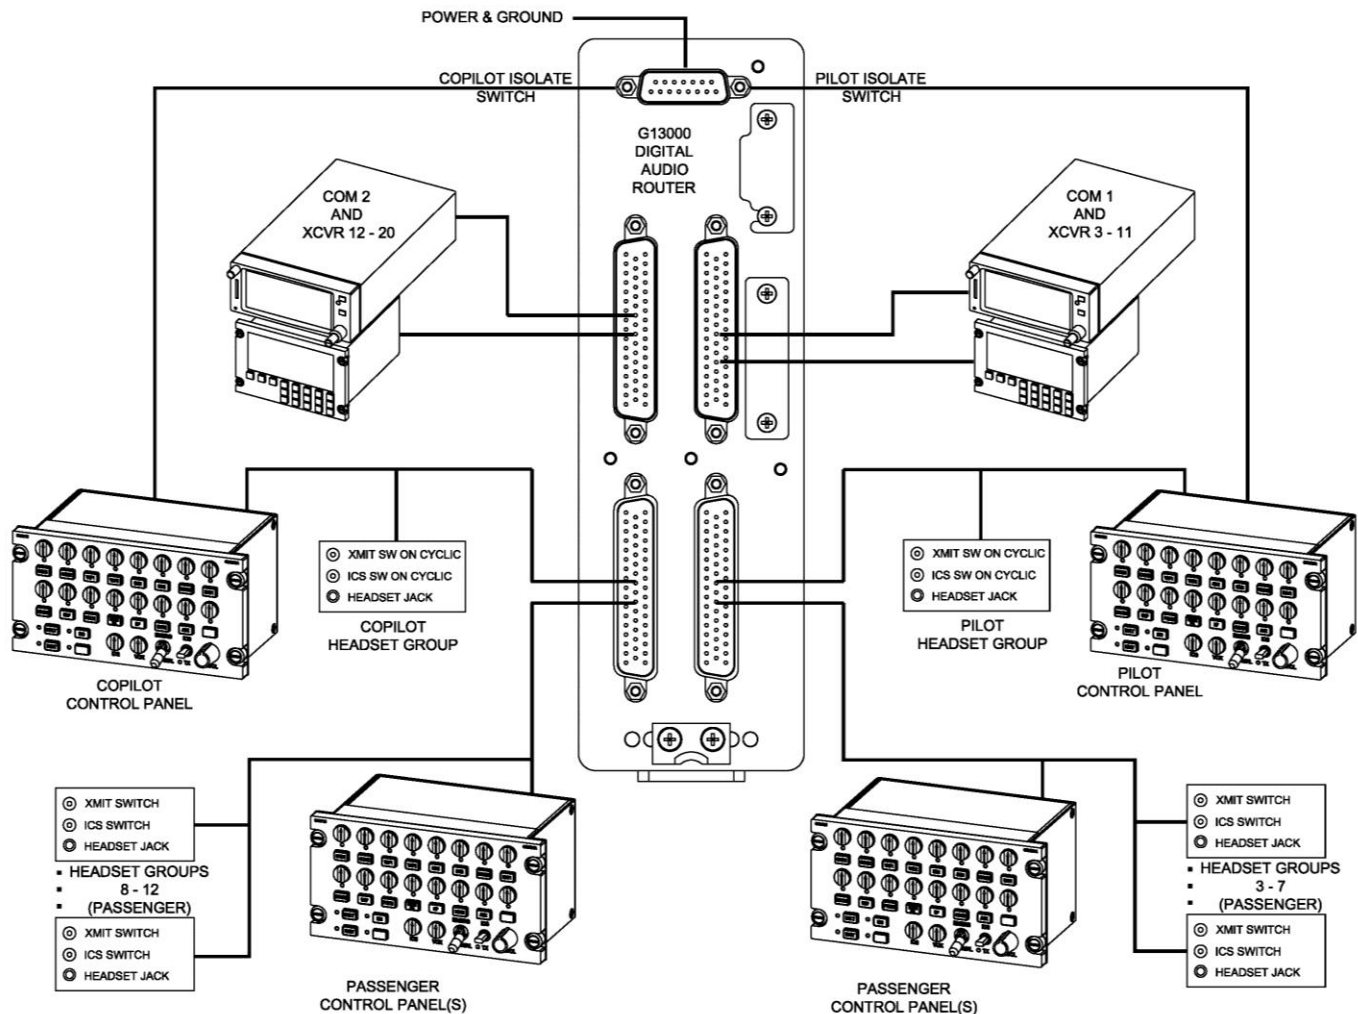 POWER & GROUND
COPILOT ISOLATE
SWITCH
PILOT ISOLATE
SWITCH
G13000
DIGITAL
AUDIO
ROUTER
COM 2
AND
XCVR 12 - 20
COM 1
AND
XCVR 3 - 11
XMIT SW ON CYCLIC
ICS SW ON CYCLIC
HEADSET JACK
COPILOT
HEADSET GROUP
XMIT SW ON CYCLIC
ICS SW ON CYCLIC
HEADSET JACK
PILOT
HEADSET GROUP
COPILOT
CONTROL PANEL
PILOT
CONTROL PANEL
XMIT SWITCH
ICS SWITCH
HEADSET JACK
HEADSET GROUPS
8 - 12
(PASSENGER)
XMIT SWITCH
ICS SWITCH
HEADSET JACK
PASSENGER
CONTROL PANEL(S)
PASSENGER
CONTROL PANEL(S)
XMIT SWITCH
ICS SWITCH
HEADSET JACK
HEADSET GROUPS
3 - 7
(PASSENGER)
XMIT SWITCH
ICS SWITCH
HEADSET JACK